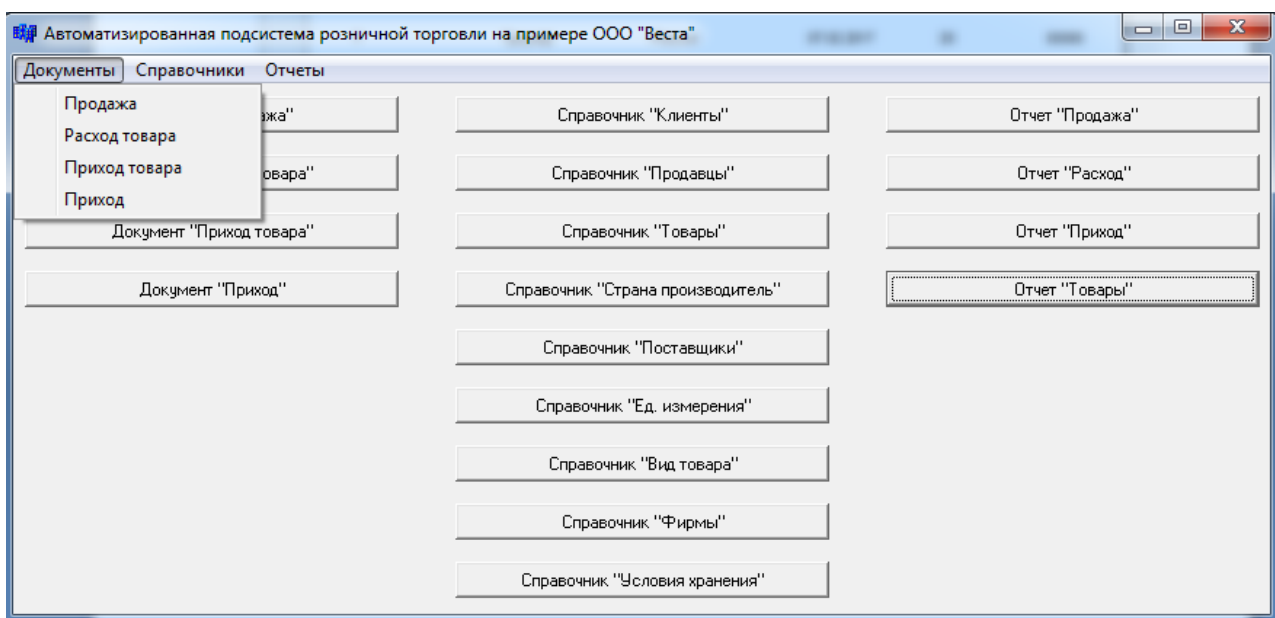 Автоматизированная подсистема розничной торговли на примере ООО "Веста"
Документы Справочники Отчеты
Продажа
Расход товара
Приход товара
Приход
Документ "Приход товара"
Документ "Приход"
Справочник "Клиенты"
Справочник "Продавцы"
Справочник "Товары"
Справочник "Страна производитель"
Справочник "Поставщики"
Справочник "Ед. измерения"
Справочник "Вид товара"
Справочник "Фирмы"
Справочник "Условия хранения"
Отчет "Продажа"
Отчет "Расход"
Отчет "Приход"
Отчет "Товары"